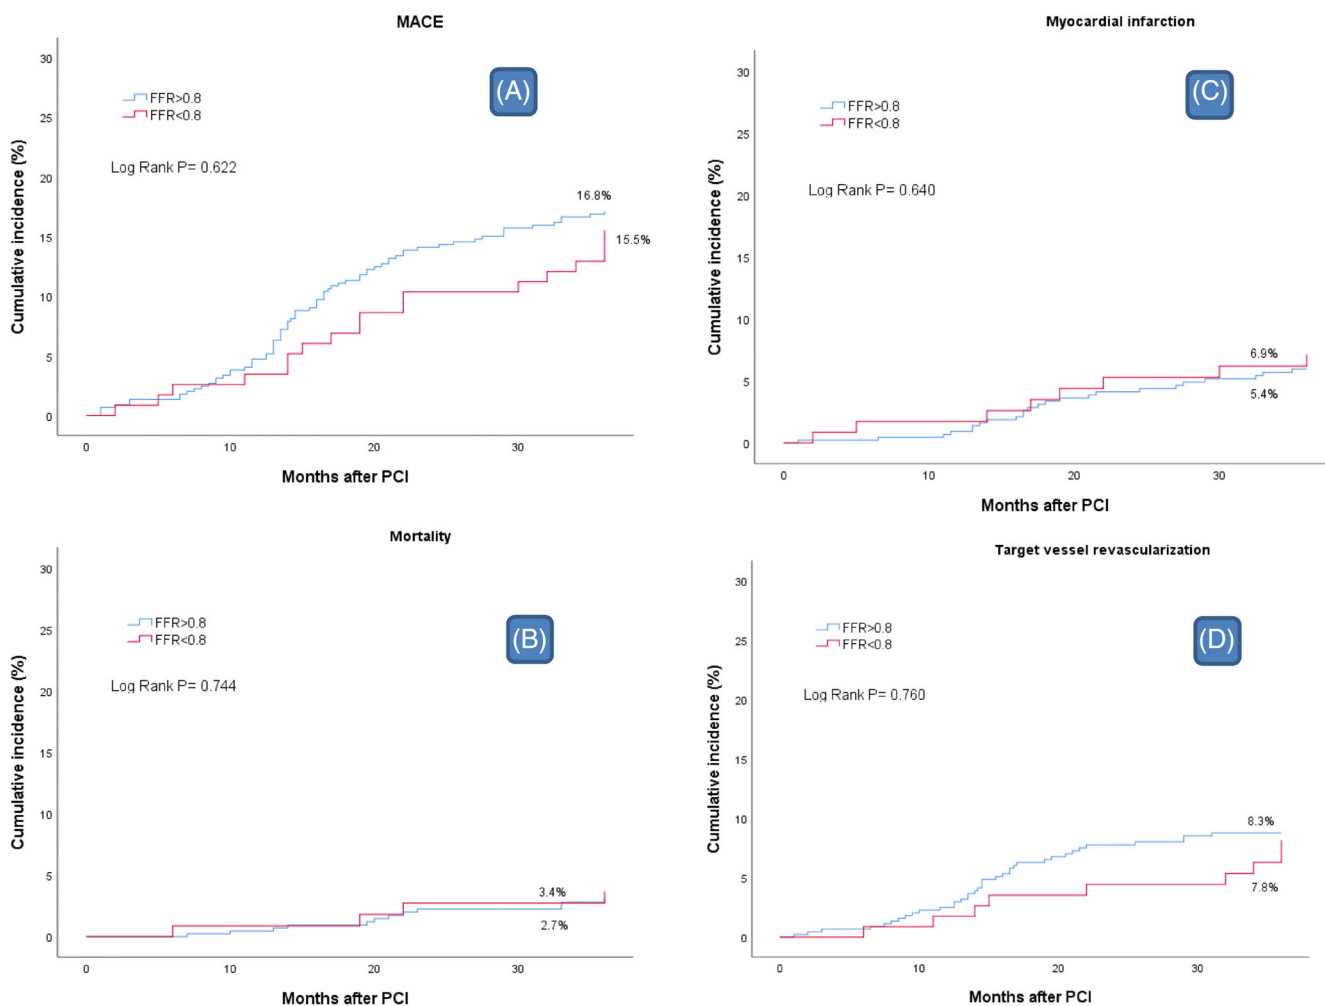 MACE
30
25
20
15
10
5
0
Cumulative incidence (%)
FFR>0.8
FFR<0.8
Log Rank P= 0.622
(A)
16.8%
15.5%
0 10 20 30
Months after PCI
Myocardial infarction
30
25
20
15
10
5
0
Cumulative incidence (%)
FFR>0.8
FFR<0.8
Log Rank P= 0.640
(C)
6.9%
5.4%
0 10 20 30
Months after PCI
Mortality
30
25
20
15
10
5
0
Cumulative incidence (%)
FFR>0.8
FFR<0.8
Log Rank P= 0.744
(B)
3.4%
2.7%
0 10 20 30
Months after PCI
Target vessel revascularization
30
25
20
15
10
5
0
Cumulative incidence (%)
FFR>0.8
FFR<0.8
Log Rank P= 0.760
(D)
8.3%
7.8%
0 10 20 30
Months after PCI